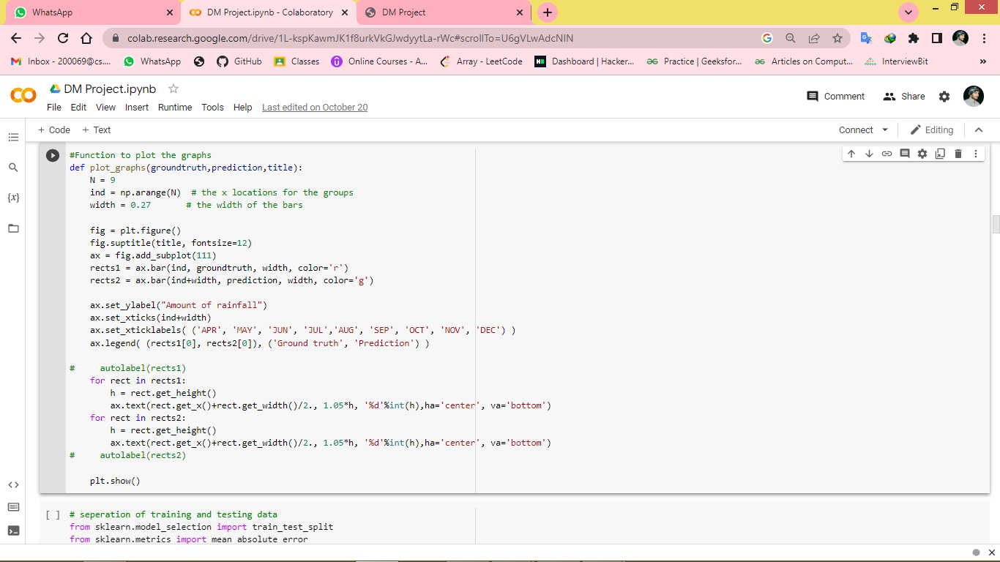 WhatsApp
DM Project.ipynb - Colaboratory
DM Project
colab.research.google.com/drive/1L-kspKawmJK1f8urkVkGJwdyytLa-rWc#scrollTo=U6gVLwAdcNIN
Inbox - 200069@cs....
WhatsApp
GitHub
Classes
Online Courses - A...
Array - LeetCode
Dashboard | Hacker...
Practice | Geeksfor...
Articles on Comput...
InterviewBit
DM Project.ipynb
File Edit View Insert Runtime Tools Help Last edited on October 20
Comment
Share
+ Code + Text
Connect
Editing
#Function to plot the graphs
def plot_graphs(groundtruth,prediction,title):
    N = 9
    ind = np.arange(N)  # the x locations for the groups
    width = 0.27       # the width of the bars
    fig = plt.figure()
    fig.suptitle(title, fontsize=12)
    ax = fig.add_subplot(111)
    rects1 = ax.bar(ind, groundtruth, width, color='r')
    rects2 = ax.bar(ind+width, prediction, width, color='g')
    ax.set_ylabel("Amount of rainfall")
    ax.set_xticks(ind+width)
    ax.set_xticklabels( ('APR', 'MAY', 'JUN', 'JUL','AUG', 'SEP', 'OCT', 'NOV', 'DEC') )
    ax.legend( (rects1[0], rects2[0]), ('Ground truth', 'Prediction') )
#     autolabel(rects1)
    for rect in rects1:
        h = rect.get_height()
        ax.text(rect.get_x()+rect.get_width()/2., 1.05*h, '%d'%int(h),ha='center', va='bottom')
    for rect in rects2:
        h = rect.get_height()
        ax.text(rect.get_x()+rect.get_width()/2., 1.05*h, '%d'%int(h),ha='center', va='bottom')
#     autolabel(rects2)
    plt.show()
[ ] # seperation of training and testing data
from sklearn.model_selection import train_test_split
from sklearn.metrics import mean_absolute_error